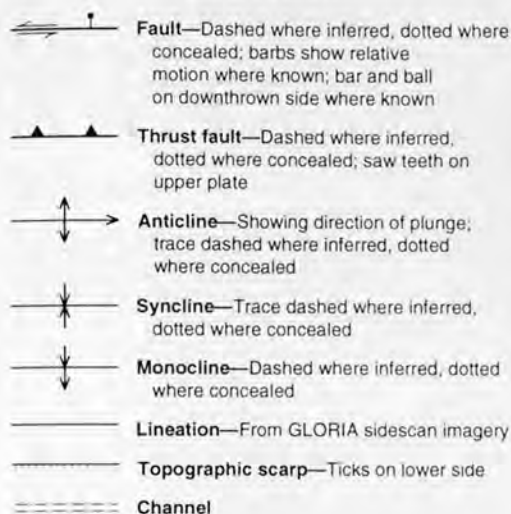 Fault—Dashed where inferred, dotted where
concealed; barbs show relative
motion where known; bar and ball
on downthrown side where known
Thrust fault—Dashed where inferred,
dotted where concealed; saw teeth on
upper plate
Anticline—Showing direction of plunge;
trace dashed where inferred, dotted
where concealed
Syncline—Trace dashed where inferred,
dotted where concealed
Monocline—Dashed where inferred, dotted
where concealed
Lineation—From GLORIA sidescan imagery
Topographic scarp—Ticks on lower side
Channel